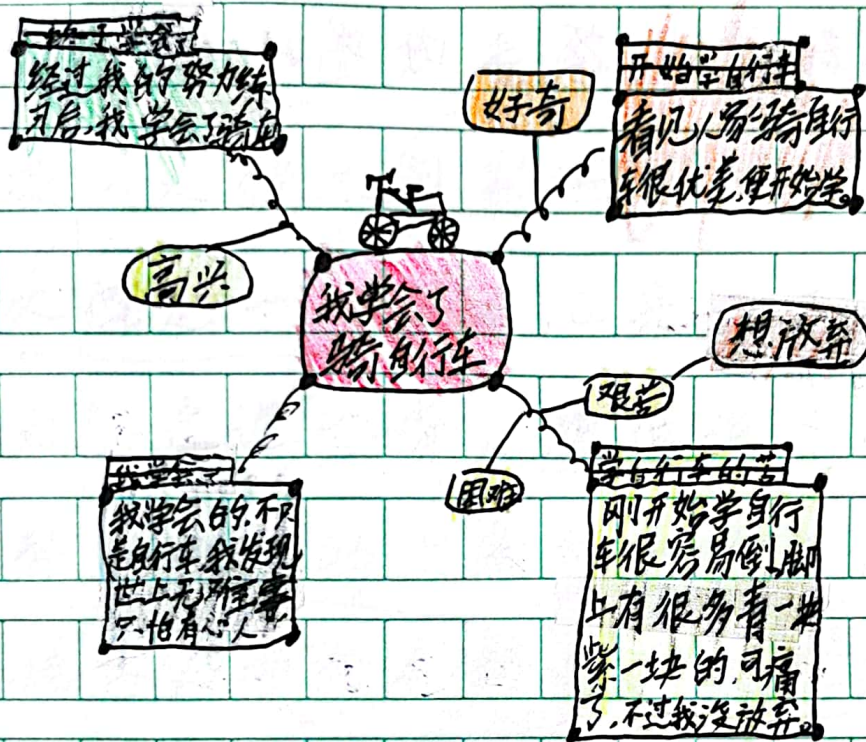 终于学会了
经过我的努力练
习后,我学会了骑车
好奇
开始学自行车
看见人家骑自行
车很优美,便开始学。
高兴
我学会了
骑自行车
想放弃
艰苦
困难
学自行车的苦
刚开始学自行
车很容易倒,脚
上有很多青一块
紫一块的,可痛
了,不过我没放弃。
我学会了
我学会的,不只
是自行车,我发现
世上无难事
只怕有心人